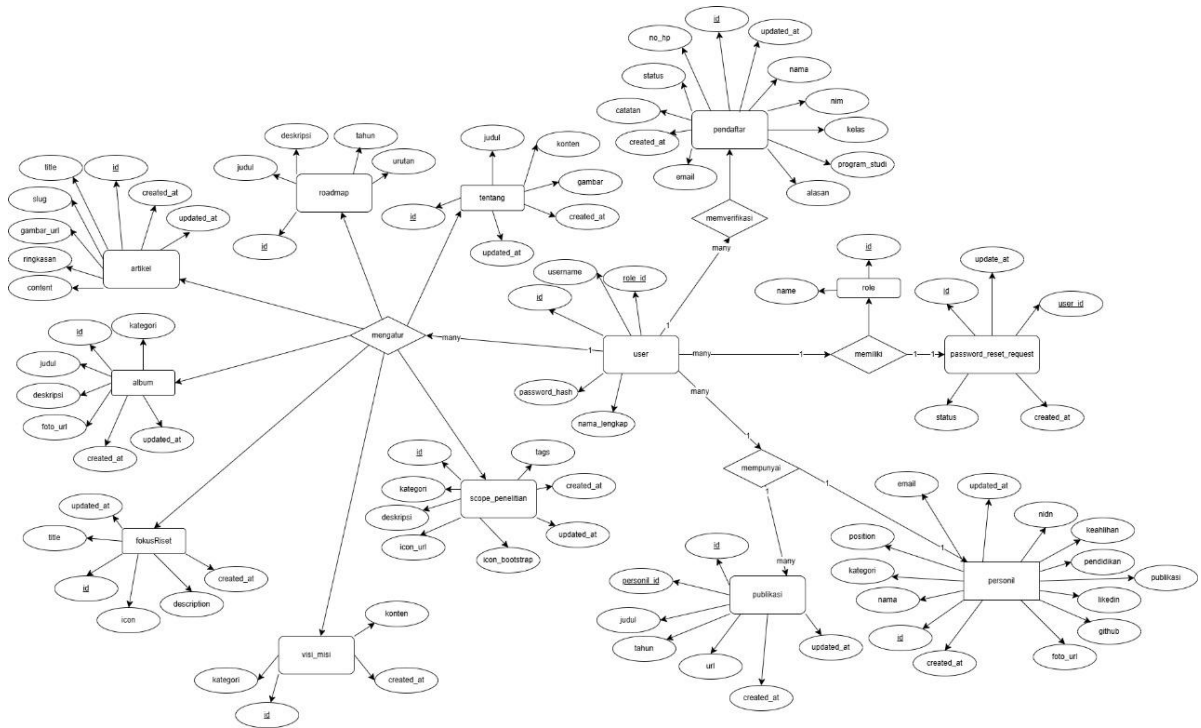 id
no_hp
updated_at
status
nama
catatan
nim
pendaftar
kelas
created_at
program_studi
email
alasan
memverifikasi
many
1
deskripsi
tahun
judul
urutan
roadmap
id
judul
konten
tentang
gambar
id
created_at
updated_at
title
id
created_at
slug
updated_at
gambar_url
ringkasan
artikel
content
mengatur
many
1
username
role_id
id
user
password_hash
nama_lengkap
many
1
memiliki
1
1
id
name
role
update_at
id
user_id
password_reset_request
status
created_at
kategori
id
judul
album
deskripsi
foto_url
updated_at
created_at
many
1
mempunyai
1
many
1
id
tags
kategori
scope_penelitian
created_at
deskripsi
updated_at
icon_url
icon_bootstrap
updated_at
title
fokusRiset
created_at
id
description
icon
konten
visi_misi
kategori
created_at
id
id
personil_id
publikasi
judul
tahun
updated_at
url
created_at
updated_at
email
nidn
position
keahlihan
pendidikan
kategori
personil
publikasi
nama
likedin
id
github
created_at
foto_url